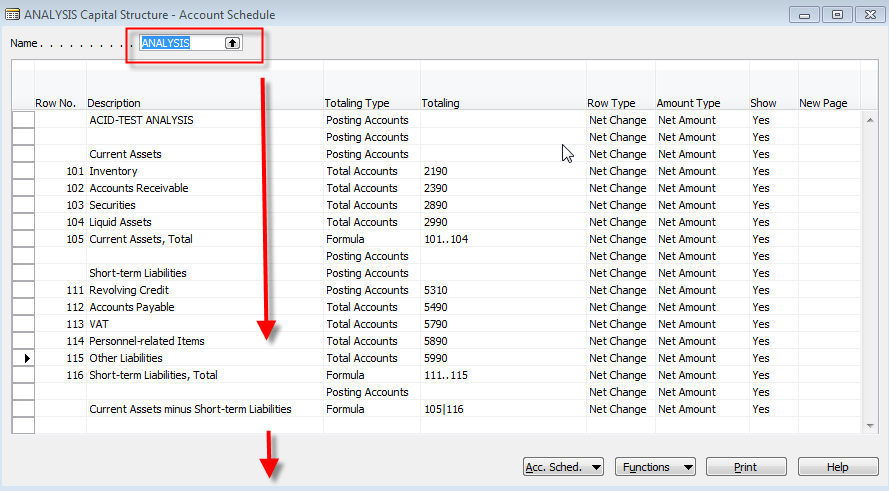 ANALYSIS Capital Structure - Account Schedule
Name . . . . . . . . . . ANALYSIS
Row No. Description Totaling Type Totaling Row Type Amount Type Show New Page
ACID-TEST ANALYSIS Posting Accounts Net Change Net Amount Yes
Posting Accounts Net Change Net Amount Yes
Current Assets Posting Accounts Net Change Net Amount Yes
101 Inventory Total Accounts 2190 Net Change Net Amount Yes
102 Accounts Receivable Total Accounts 2390 Net Change Net Amount Yes
103 Securities Total Accounts 2890 Net Change Net Amount Yes
104 Liquid Assets Total Accounts 2990 Net Change Net Amount Yes
105 Current Assets, Total Formula 101..104 Net Change Net Amount Yes
Posting Accounts Net Change Net Amount Yes
Short-term Liabilities Posting Accounts Net Change Net Amount Yes
111 Revolving Credit Posting Accounts 5310 Net Change Net Amount Yes
112 Accounts Payable Total Accounts 5490 Net Change Net Amount Yes
113 VAT Total Accounts 5790 Net Change Net Amount Yes
114 Personnel-related Items Total Accounts 5890 Net Change Net Amount Yes
115 Other Liabilities Total Accounts 5990 Net Change Net Amount Yes
116 Short-term Liabilities, Total Formula 111..115 Net Change Net Amount Yes
Posting Accounts Net Change Net Amount Yes
Current Assets minus Short-term Liabilities Formula 105|116 Net Change Net Amount Yes
Acc. Sched. Functions Print Help